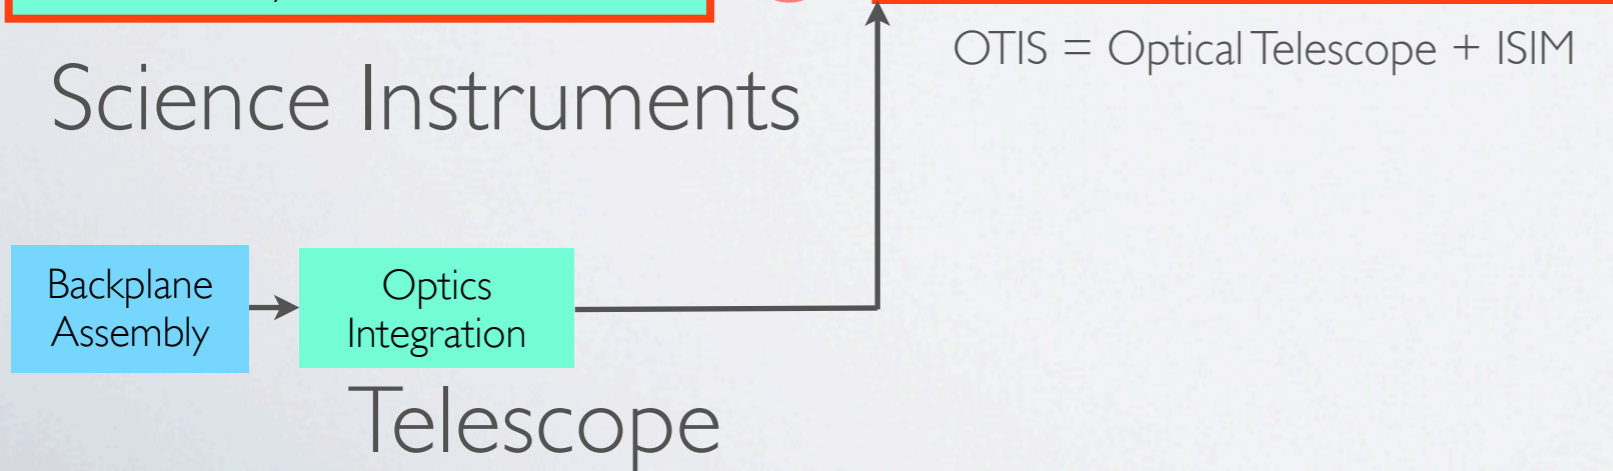 OTIS = Optical Telescope + ISIM
Science Instruments
Backplane
Assembly
Optics
Integration
Telescope